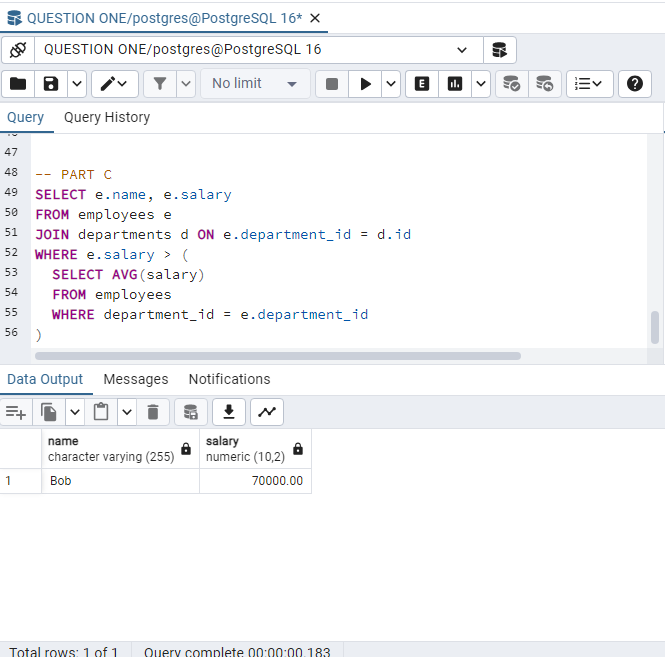 QUESTION ONE/postgres@PostgreSQL 16*
QUESTION ONE/postgres@PostgreSQL 16
No limit
E
Query Query History
47
48 -- PART C
49 SELECT e.name, e.salary
50 FROM employees e
51 JOIN departments d ON e.department_id = d.id
52 WHERE e.salary > (
53 SELECT AVG(salary)
54 FROM employees
55 WHERE department_id = e.department_id
56 )
Data Output Messages Notifications
name salary
character varying (255) numeric (10,2)
1 Bob 70000.00
Total rows: 1 of 1 Query complete 00:00:00.183